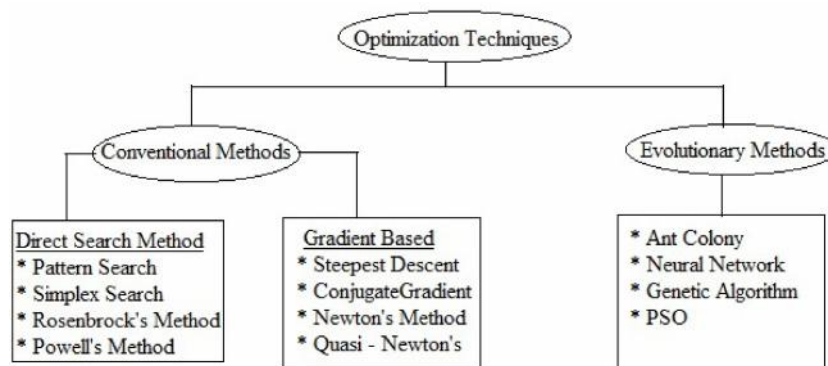 Optimization Techniques
Conventional Methods
Evolutionary Methods
Direct Search Method
* Pattern Search
* Simplex Search
* Rosenbrock's Method
* Powell's Method
Gradient Based
* Steepest Descent
* ConjugateGradient
* Newton's Method
* Quasi - Newton's
* Ant Colony
* Neural Network
* Genetic Algorithm
* PSO